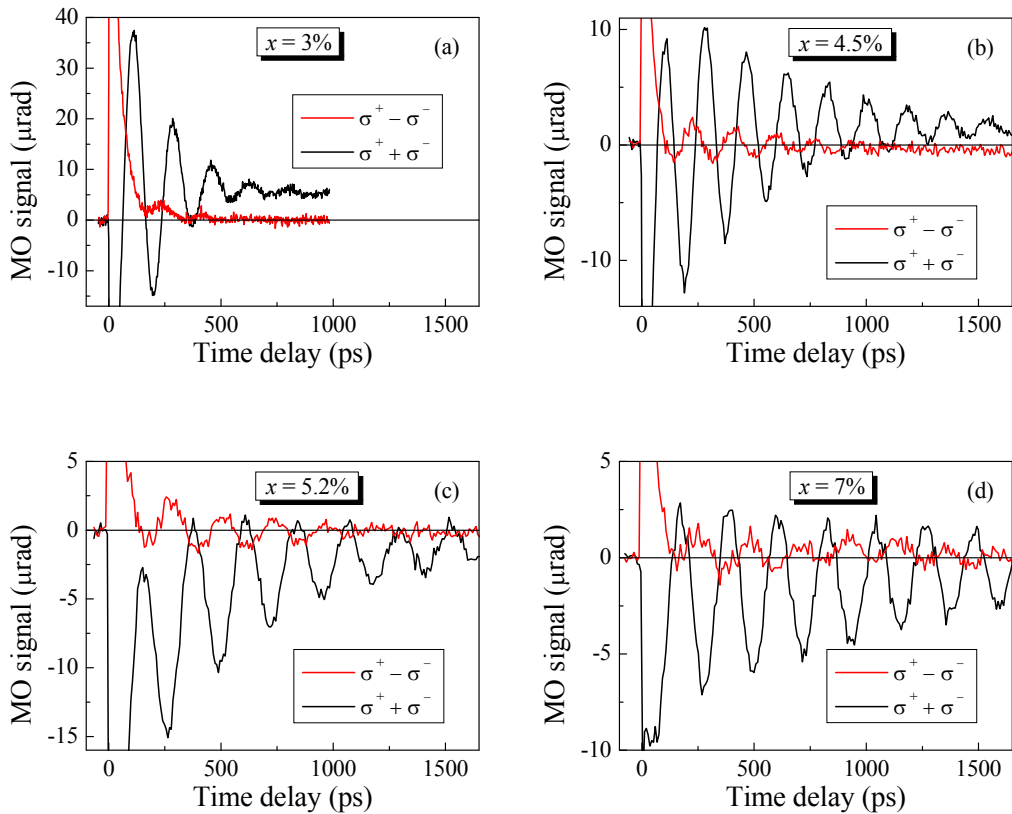 x = 3%
(a)
σ⁺ − σ⁻
σ⁺ + σ⁻
40
30
20
10
0
-10
MO signal (μrad)
0
500
1000
1500
Time delay (ps)
x = 4.5%
(b)
σ⁺ − σ⁻
σ⁺ + σ⁻
10
0
-10
MO signal (μrad)
0
500
1000
1500
Time delay (ps)
x = 5.2%
(c)
σ⁺ − σ⁻
σ⁺ + σ⁻
5
0
-5
-10
-15
MO signal (μrad)
0
500
1000
1500
Time delay (ps)
x = 7%
(d)
σ⁺ − σ⁻
σ⁺ + σ⁻
5
0
-5
-10
MO signal (μrad)
0
500
1000
1500
Time delay (ps)